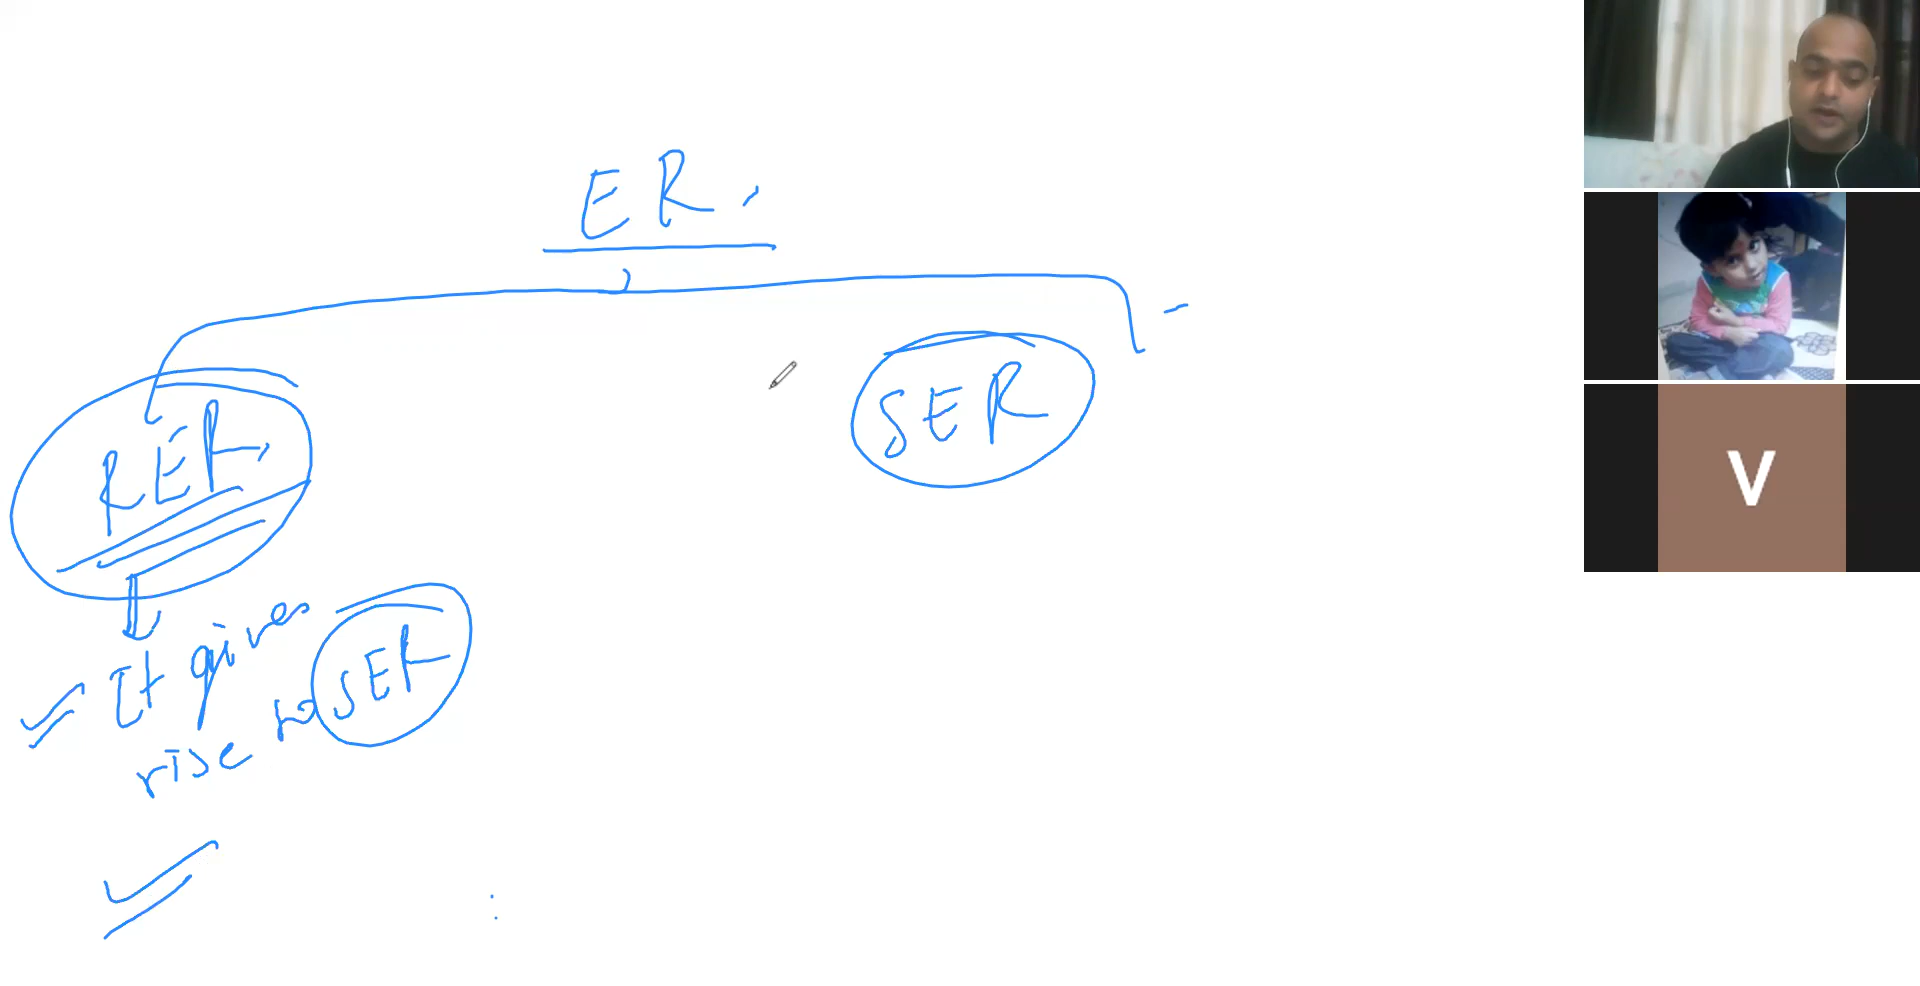 ER
RER
SER
It gives
rise to SER
V